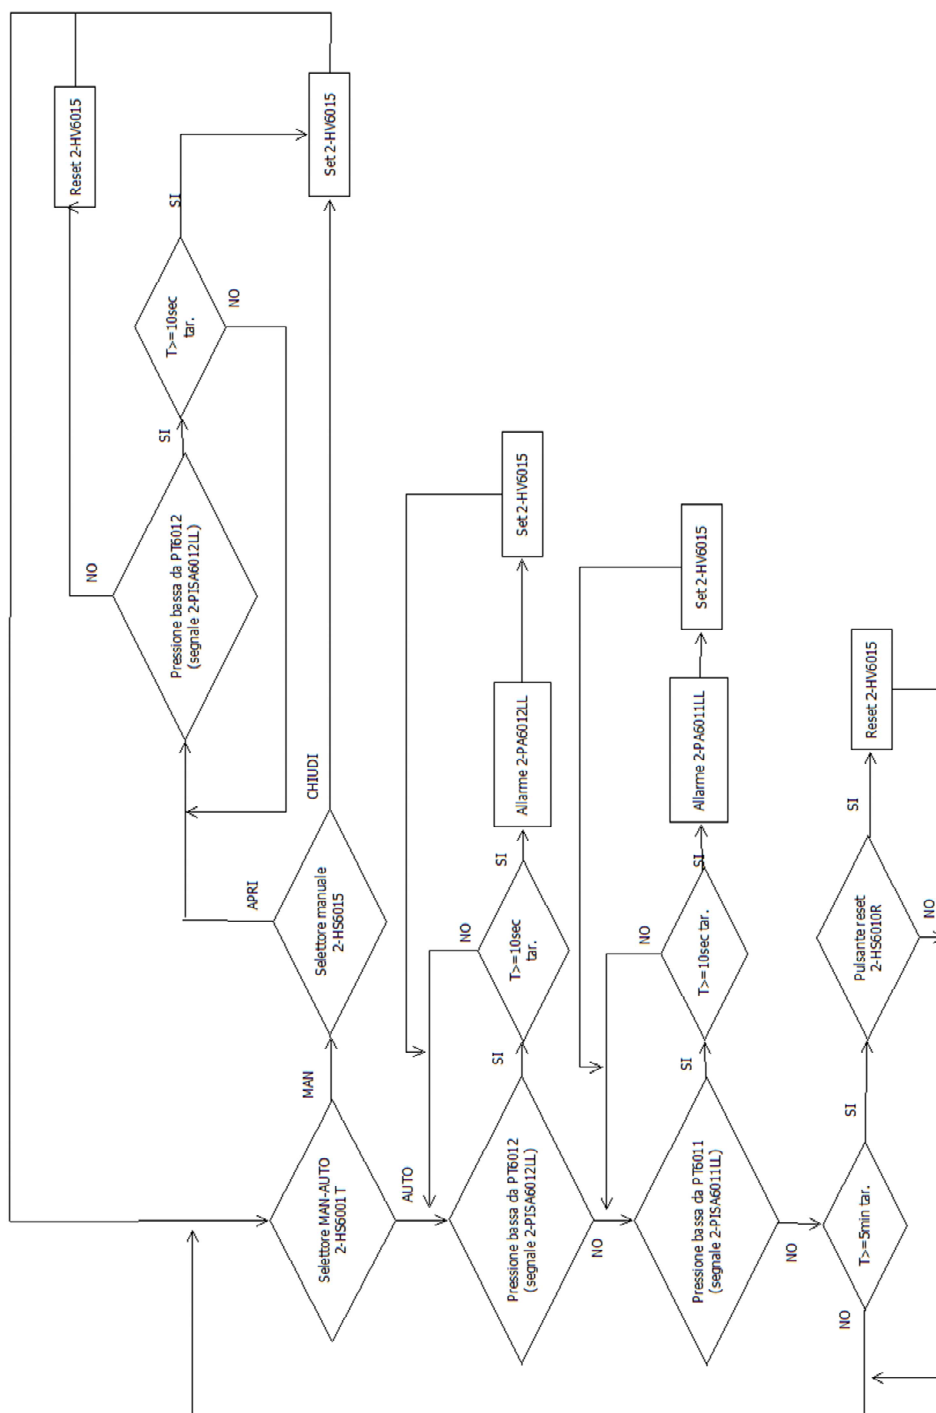 Selettore MAN-AUTO
2-HS6001T
MAN
Selettore manuale
2-HS6015
APRI
CHIUDI
Pressione bassa da PT6012
(segnale 2-PISA6012LL)
NO
SI
T>=10sec
tar.
NO
SI
Reset 2-HV6015
Set 2-HV6015
AUTO
Pressione bassa da PT6012
(segnale 2-PISA6012LL)
SI
NO
T>=10sec
tar.
NO
SI
Allarme 2-PA6012LL
Set 2-HV6015
Pressione bassa da PT6011
(segnale 2-PISA6011LL)
SI
NO
T>=10sec tar.
NO
SI
Allarme 2-PA6011LL
Set 2-HV6015
T>=5min tar.
NO
SI
Pulsante reset
2-HS6010R
SI
NO
Reset 2-HV6015